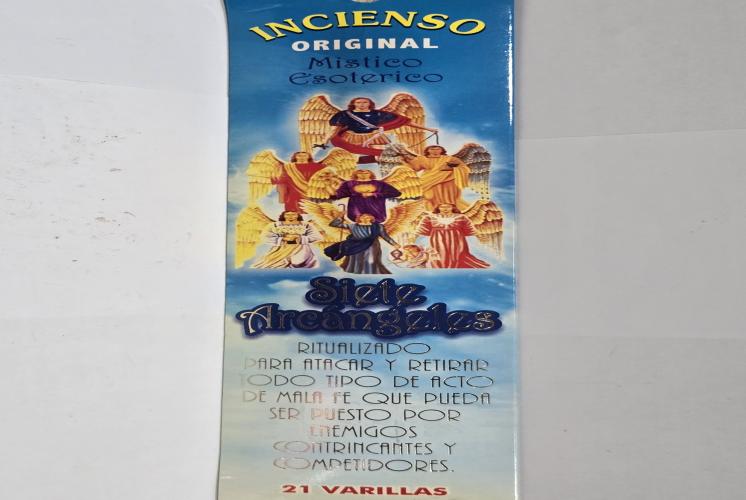 INCIENSO
ORIGINAL
Mistico
Esoterico
Siete
Arcángeles
RITUALIZADO
PARA ATACAR Y RETIRAR
TODO TIPO DE ACTO
DE MALA FE QUE PUEDA
SER PUESTO POR
ENEMIGOS
CONTRINCANTES Y
COMPETIDORES.
21 VARILLAS